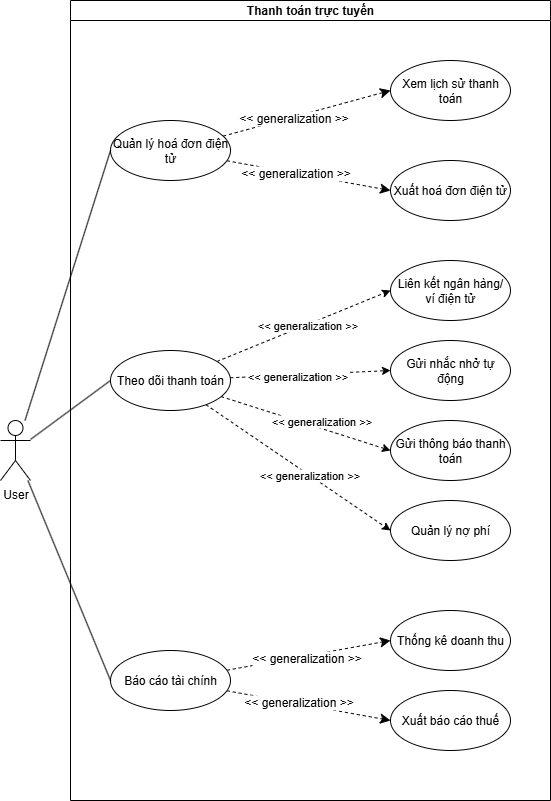 Thanh toán trực tuyến
Xem lịch sử thanh
toán
<< generalization >>
Quản lý hoá đơn điện
tử
<< generalization >>
Xuất hoá đơn điện tử
Liên kết ngân hàng/
ví điện tử
<< generalization >>
Theo dõi thanh toán
<< generalization >>
Gửi nhắc nhở tự
động
<< generalization >>
Gửi thông báo thanh
toán
<< generalization >>
User
Quản lý nợ phí
Thống kê doanh thu
<< generalization >>
Báo cáo tài chính
<< generalization >>
Xuất báo cáo thuế